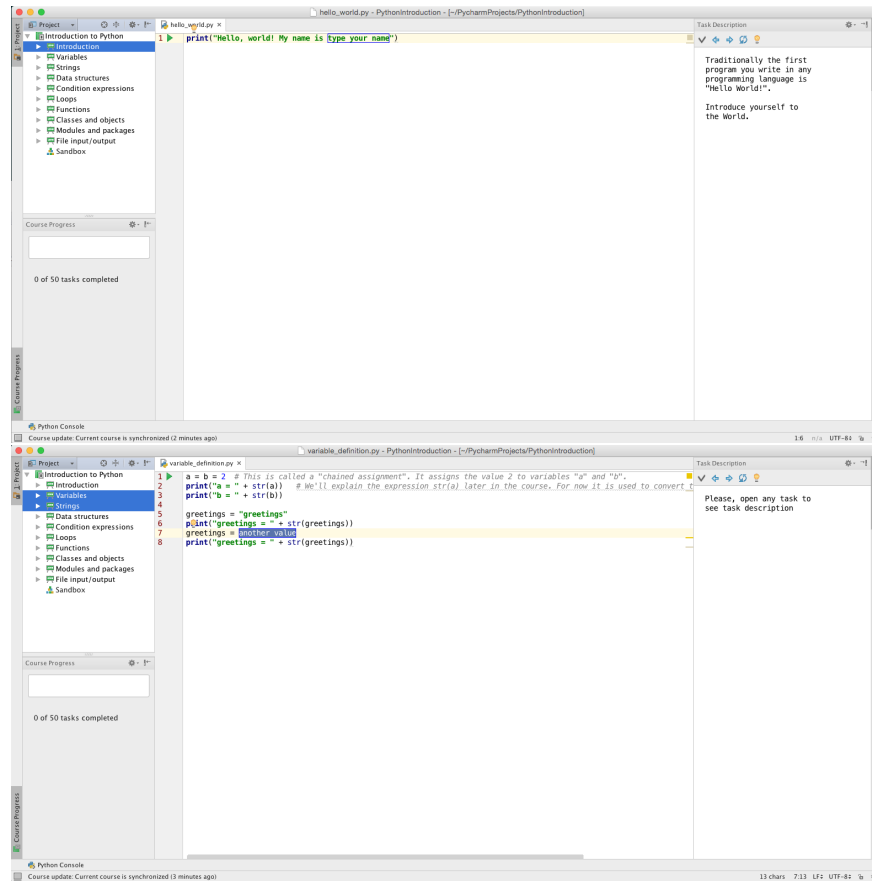 hello_world.py - PythonIntroduction - [~/PycharmProjects/PythonIntroduction]
Project
hello_world.py ×
Task Description
1: Project
Introduction to Python
Introduction
Variables
Strings
Data structures
Condition expressions
Loops
Functions
Classes and objects
Modules and packages
File input/output
Sandbox
1 print("Hello, world! My name is type your name")
Traditionally the first
program you write in any
programming language is
"Hello World!".
Introduce yourself to
the World.
Course Progress
0 of 50 tasks completed
Course Progress
Python Console
Course update: Current course is synchronized (2 minutes ago)
1:6 n/a UTF-8
variable_definition.py - PythonIntroduction - [~/PycharmProjects/PythonIntroduction]
Project
variable_definition.py ×
Task Description
1: Project
Introduction to Python
Introduction
Variables
Strings
Data structures
Condition expressions
Loops
Functions
Classes and objects
Modules and packages
File input/output
Sandbox
1 a = b = 2 # This is called a "chained assignment". It assigns the value 2 to variables "a" and "b".
2 print("a = " + str(a)) # We'll explain the expression str(a) later in the course. For now it is used to convert t
3 print("b = " + str(b))
4
5 greetings = "greetings"
6 print("greetings = " + str(greetings))
7 greetings = another value
8 print("greetings = " + str(greetings))
Please, open any task to
see task description
Course Progress
0 of 50 tasks completed
Course Progress
Python Console
Course update: Current course is synchronized (3 minutes ago)
13 chars 7:13 LF UTF-8